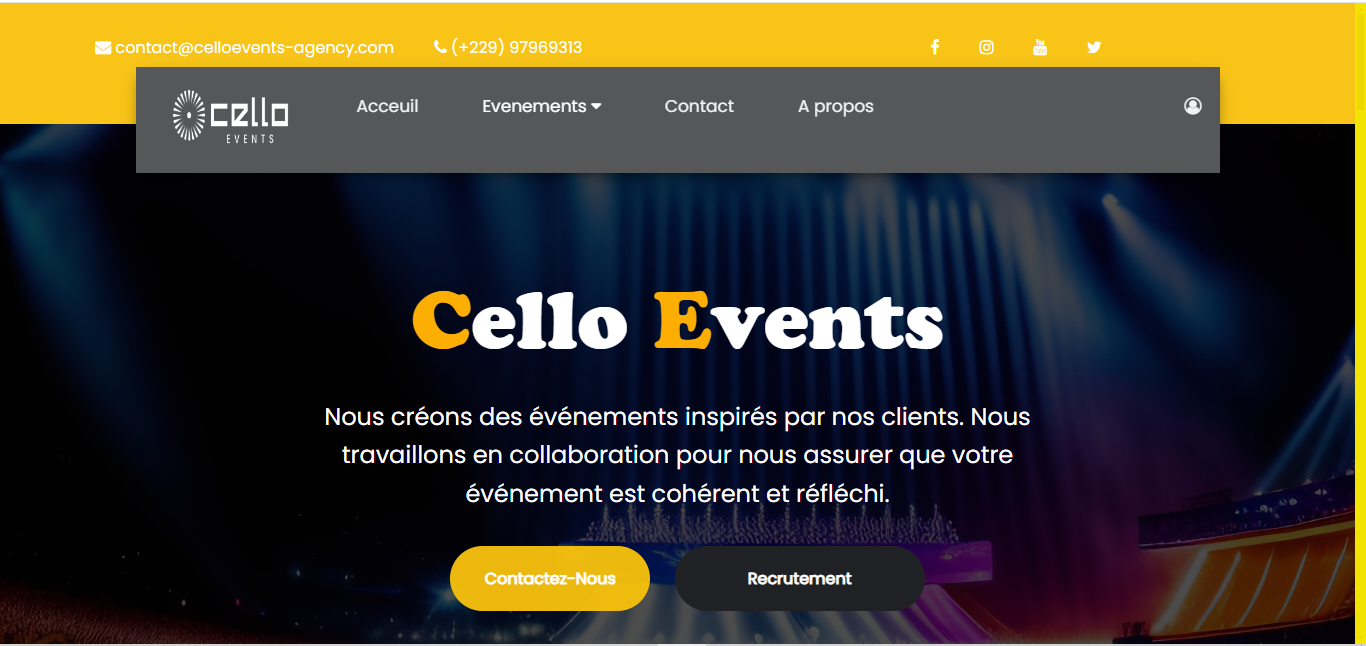 contact@celloevents-agency.com (+229) 97969313
cello
EVENTS
Acceuil Evenements Contact A propos
Cello Events
Nous créons des événements inspirés par nos clients. Nous
travaillons en collaboration pour nous assurer que votre
événement est cohérent et réfléchi.
Contactez-Nous Recrutement